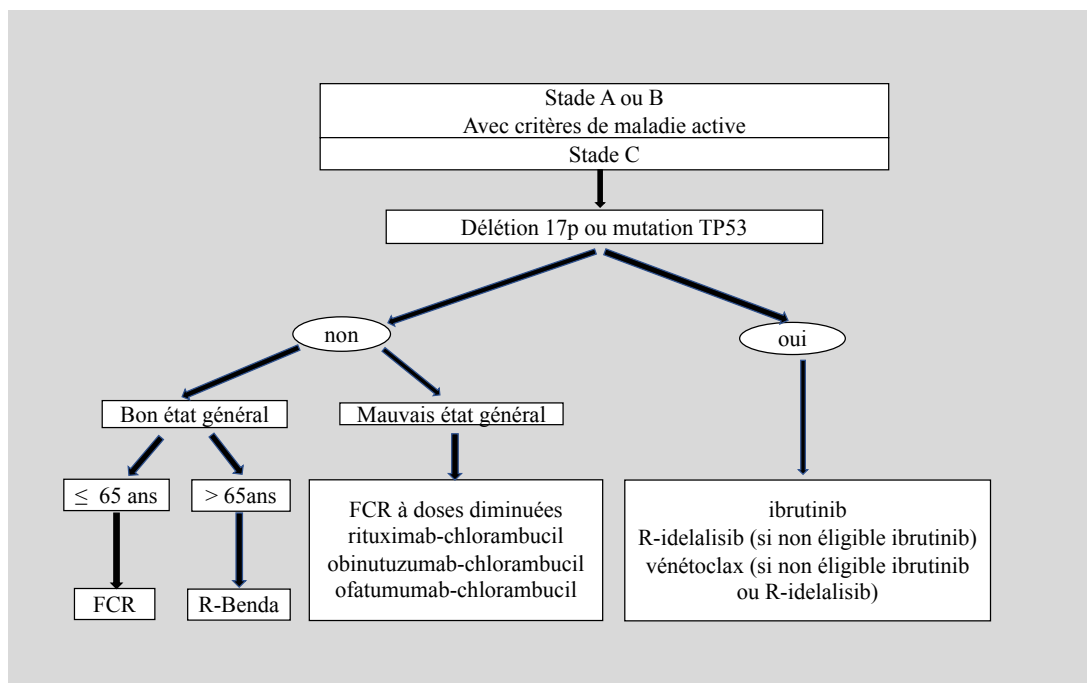 Stade A ou B
Avec critères de maladie active
Stade C
Délétion 17p ou mutation TP53
non
oui
Bon état général
Mauvais état général
≤ 65 ans
> 65ans
FCR à doses diminuées
rituximab-chlorambucil
obinutuzumab-chlorambucil
ofatumumab-chlorambucil
ibrutinib
R-idelalisib (si non éligible ibrutinib)
vénétoclax (si non éligible ibrutinib
ou R-idelalisib)
FCR
R-Benda